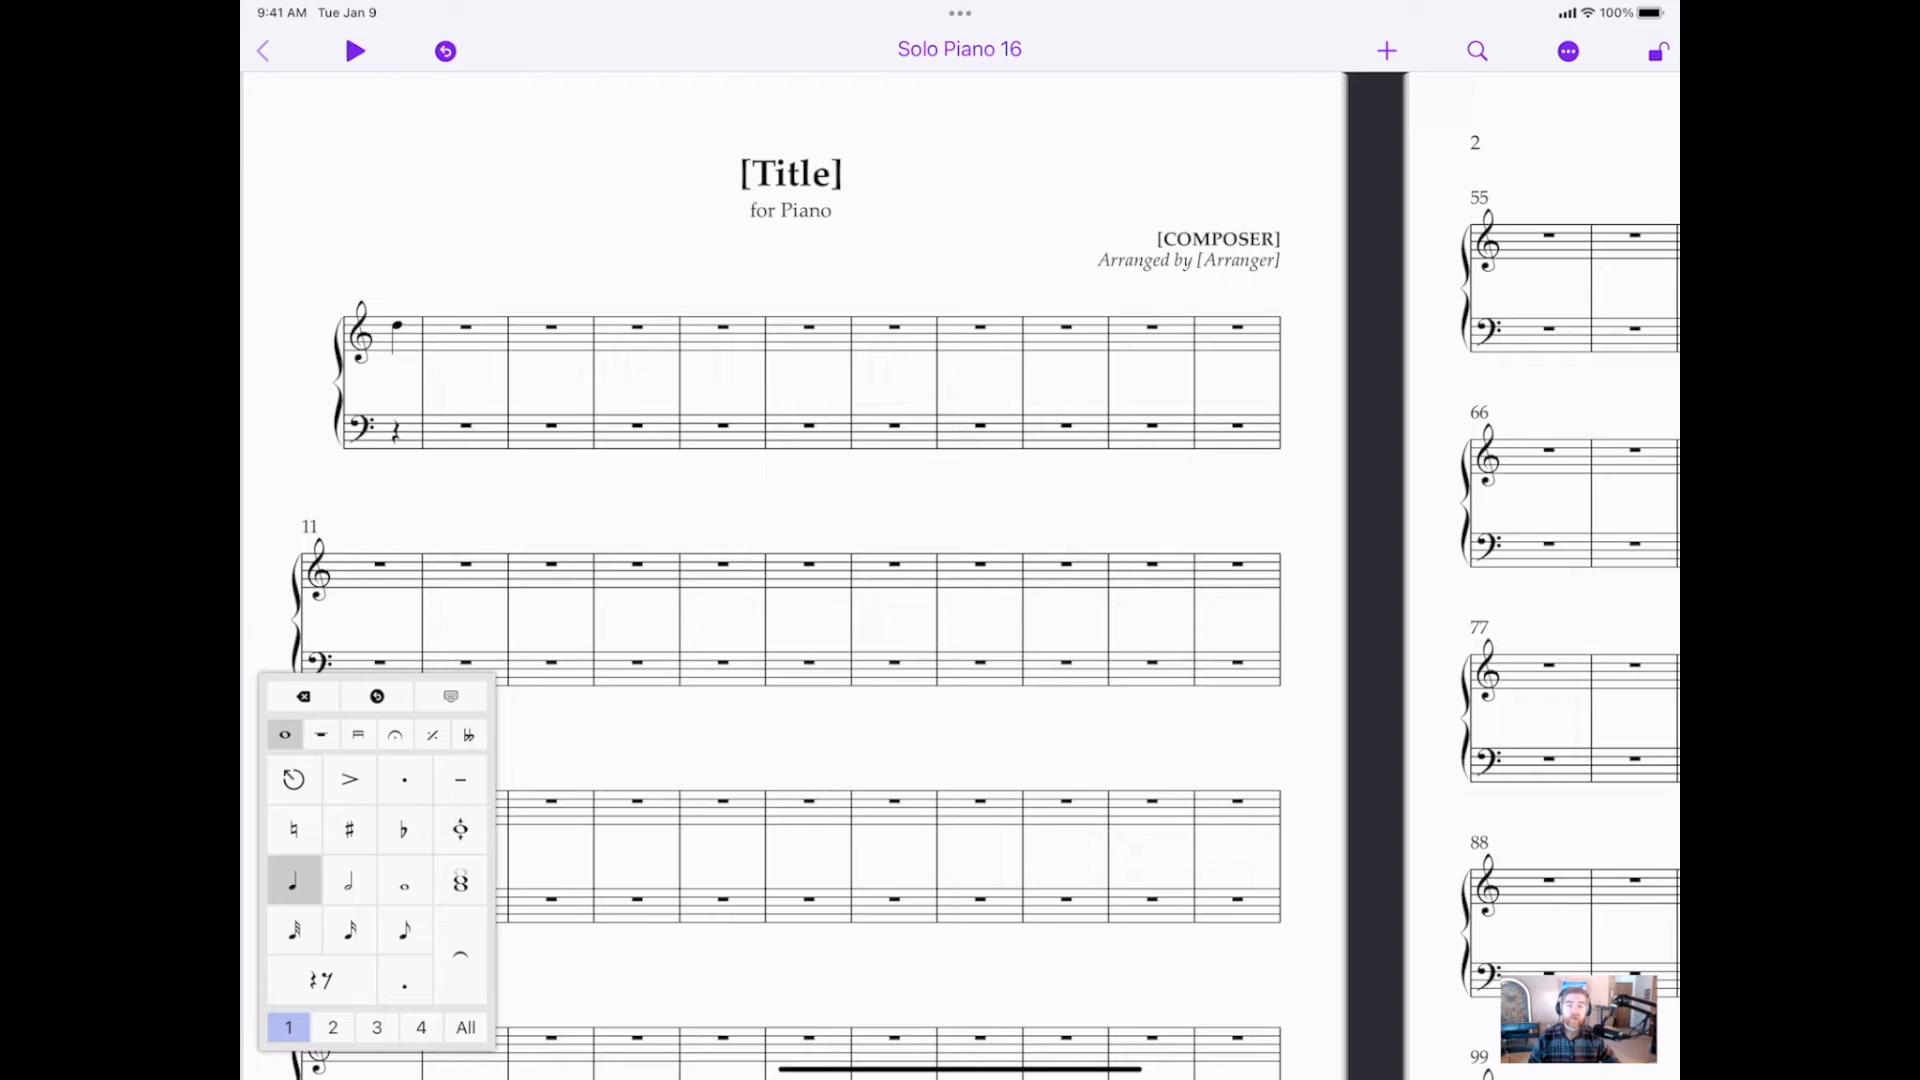 9:41 AM Tue Jan 9
100%
Solo Piano 16
[Title]
for Piano
[COMPOSER]
Arranged by [Arranger]
11
2
55
66
77
88
99
1 2 3 4 All